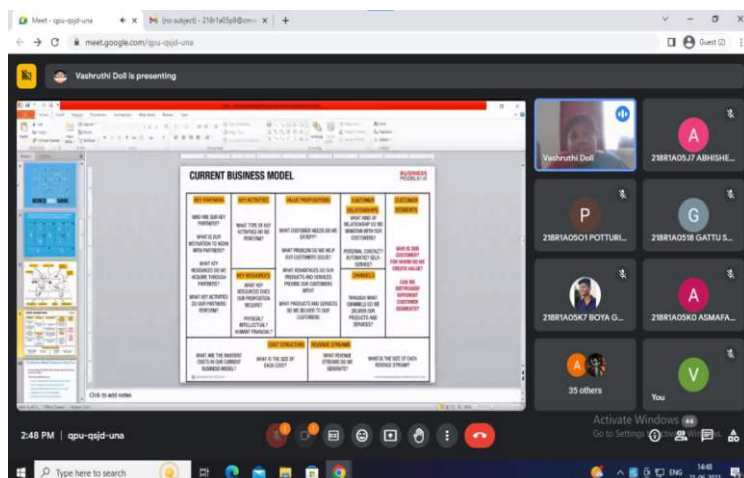 Meet - qpu-qsjd-una
(no subject) - 218r1a05p9@cmr
meet.google.com/qpu-qsjd-una
Guest (2)
Vashruthi Doll is presenting
CURRENT BUSINESS MODEL
BUSINESS
KEY PARTNERS
WHO ARE OUR KEY
PARTNERS?
WHAT IS OUR
MOTIVATION TO WORK
WITH PARTNERS?
WHAT KEY
RESOURCES DO WE
ACQUIRE THROUGH
PARTNERS?
WHAT KEY ACTIVITIES
DO OUR PARTNERS
PERFORM?
KEY ACTIVITIES
WHAT TYPE OF KEY
ACTIVITIES DO WE
PERFORM?
KEY RESOURCES
WHAT KEY
RESOURCES DOES
OUR PROPOSITION
REQUIRE?
PHYSICAL?
INTELLECTUAL?
HUMAN? FINANCIAL?
VALUE PROPOSITIONS
WHAT CUSTOMER NEEDS DO WE
SATISFY?
WHAT PROBLEM DO WE HELP
OUR CUSTOMERS SOLVE?
WHAT ADVANTAGES DO OUR
PRODUCTS AND SERVICES
PROVIDE OUR CUSTOMERS
WITH?
WHAT PRODUCTS AND SERVICES
DO WE DELIVER TO OUR
CUSTOMERS
CUSTOMER
RELATIONSHIPS
WHAT KIND OF
RELATIONSHIP DO WE
MAINTAIN WITH OUR
CUSTOMERS?
PERSONAL CONTACT?
AUTOMATED? SELF-
SERVICE?
CHANNELS
THROUGH WHAT
CHANNELS DO WE
DELIVER OUR
PRODUCTS AND
SERVICES?
CUSTOMER
SEGMENTS
WHO IS OUR
CUSTOMER?
FOR WHOM DO WE
CREATE VALUE?
CAN WE
DISTINGUISH
DIFFERENT
CUSTOMER
SEGMENTS?
COST STRUCTURE
WHAT ARE THE INHERENT
COSTS IN OUR CURRENT
BUSINESS MODEL?
WHAT IS THE SIZE OF
EACH COST?
REVENUE STREAMS
WHAT REVENUE
STREAMS DO WE
GENERATE?
WHAT IS THE SIZE OF EACH
REVENUE STREAM?
Click to add notes
Vashruthi Doll
A
218R1A05J7 ABHISHE...
P
218R1A05O1 POTTURI...
G
218R1A0518 GATTU S...
218R1A05K7 BOYA G...
A
218R1A05K0 ASMAFA...
A
35 others
V
You
Activate Windows
Go to Settings to activate Windows.
44
2:48 PM | qpu-qsjd-una
Type here to search
ENG
14:48